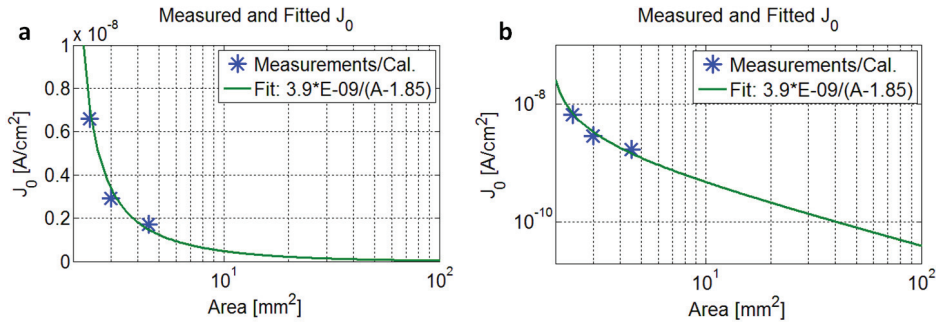 a
Measured and Fitted J0
1 x 10-8
0.8
0.6
0.4
0.2
0
J0 [A/cm2]
Measurements/Cal.
Fit: 3.9*E-09/(A-1.85)
101
102
Area [mm2]
b
Measured and Fitted J0
10-8
10-10
J0 [A/cm2]
Measurements/Cal.
Fit: 3.9*E-09/(A-1.85)
101
102
Area [mm2]